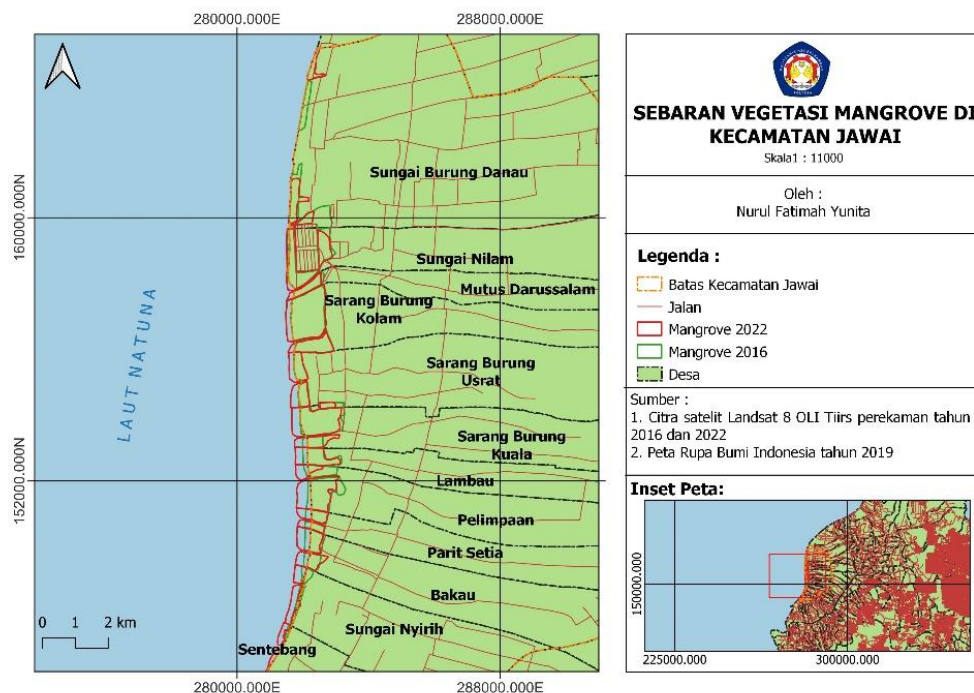 280000.000E
288000.000E
160000.000N
152000.000N
LAUT NATUNA
Sungai Burung Danau
Sungai Nilam
Mutus Darussalam
Sarang Burung
Kolam
Sarang Burung
Usrat
Sarang Burung
Kuala
Lambau
Pelimpaan
Parit Setia
Bakau
Sungai Nyirih
Sentebang
0 1 2 km
280000.000E
288000.000E
SEBARAN VEGETASI MANGROVE DI
KECAMATAN JAWAI
Skala1 : 11000
Oleh :
Nurul Fatimah Yunita
Legenda :
Batas Kecamatan Jawai
Jalan
Mangrove 2022
Mangrove 2016
Desa
Sumber :
1. Citra satelit Landsat 8 OLI Tiirs perekaman tahun
2016 dan 2022
2. Peta Rupa Bumi Indonesia tahun 2019
Inset Peta:
150000.000
225000.000
300000.000